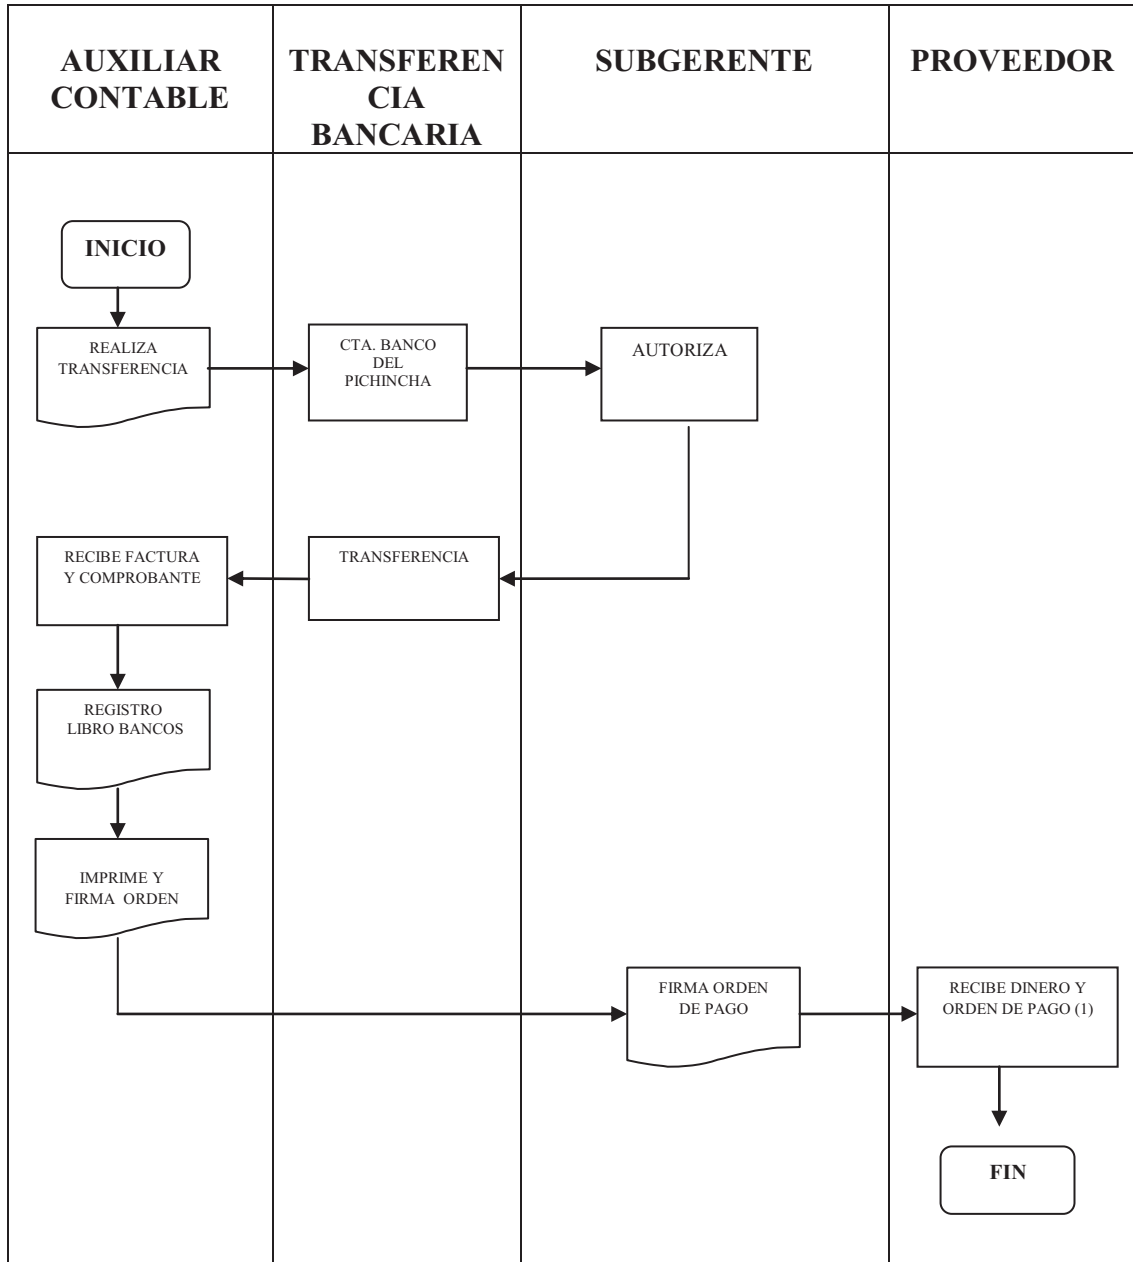 AUXILIAR
CONTABLE
TRANSFEREN
CIA
BANCARIA
SUBGERENTE
PROVEEDOR
INICIO
REALIZA
TRANSFERENCIA
CTA. BANCO
DEL
PICHINCHA
AUTORIZA
RECIBE FACTURA
Y COMPROBANTE
TRANSFERENCIA
REGISTRO
LIBRO BANCOS
IMPRIME Y
FIRMA ORDEN
FIRMA ORDEN
DE PAGO
RECIBE DINERO Y
ORDEN DE PAGO (1)
FIN